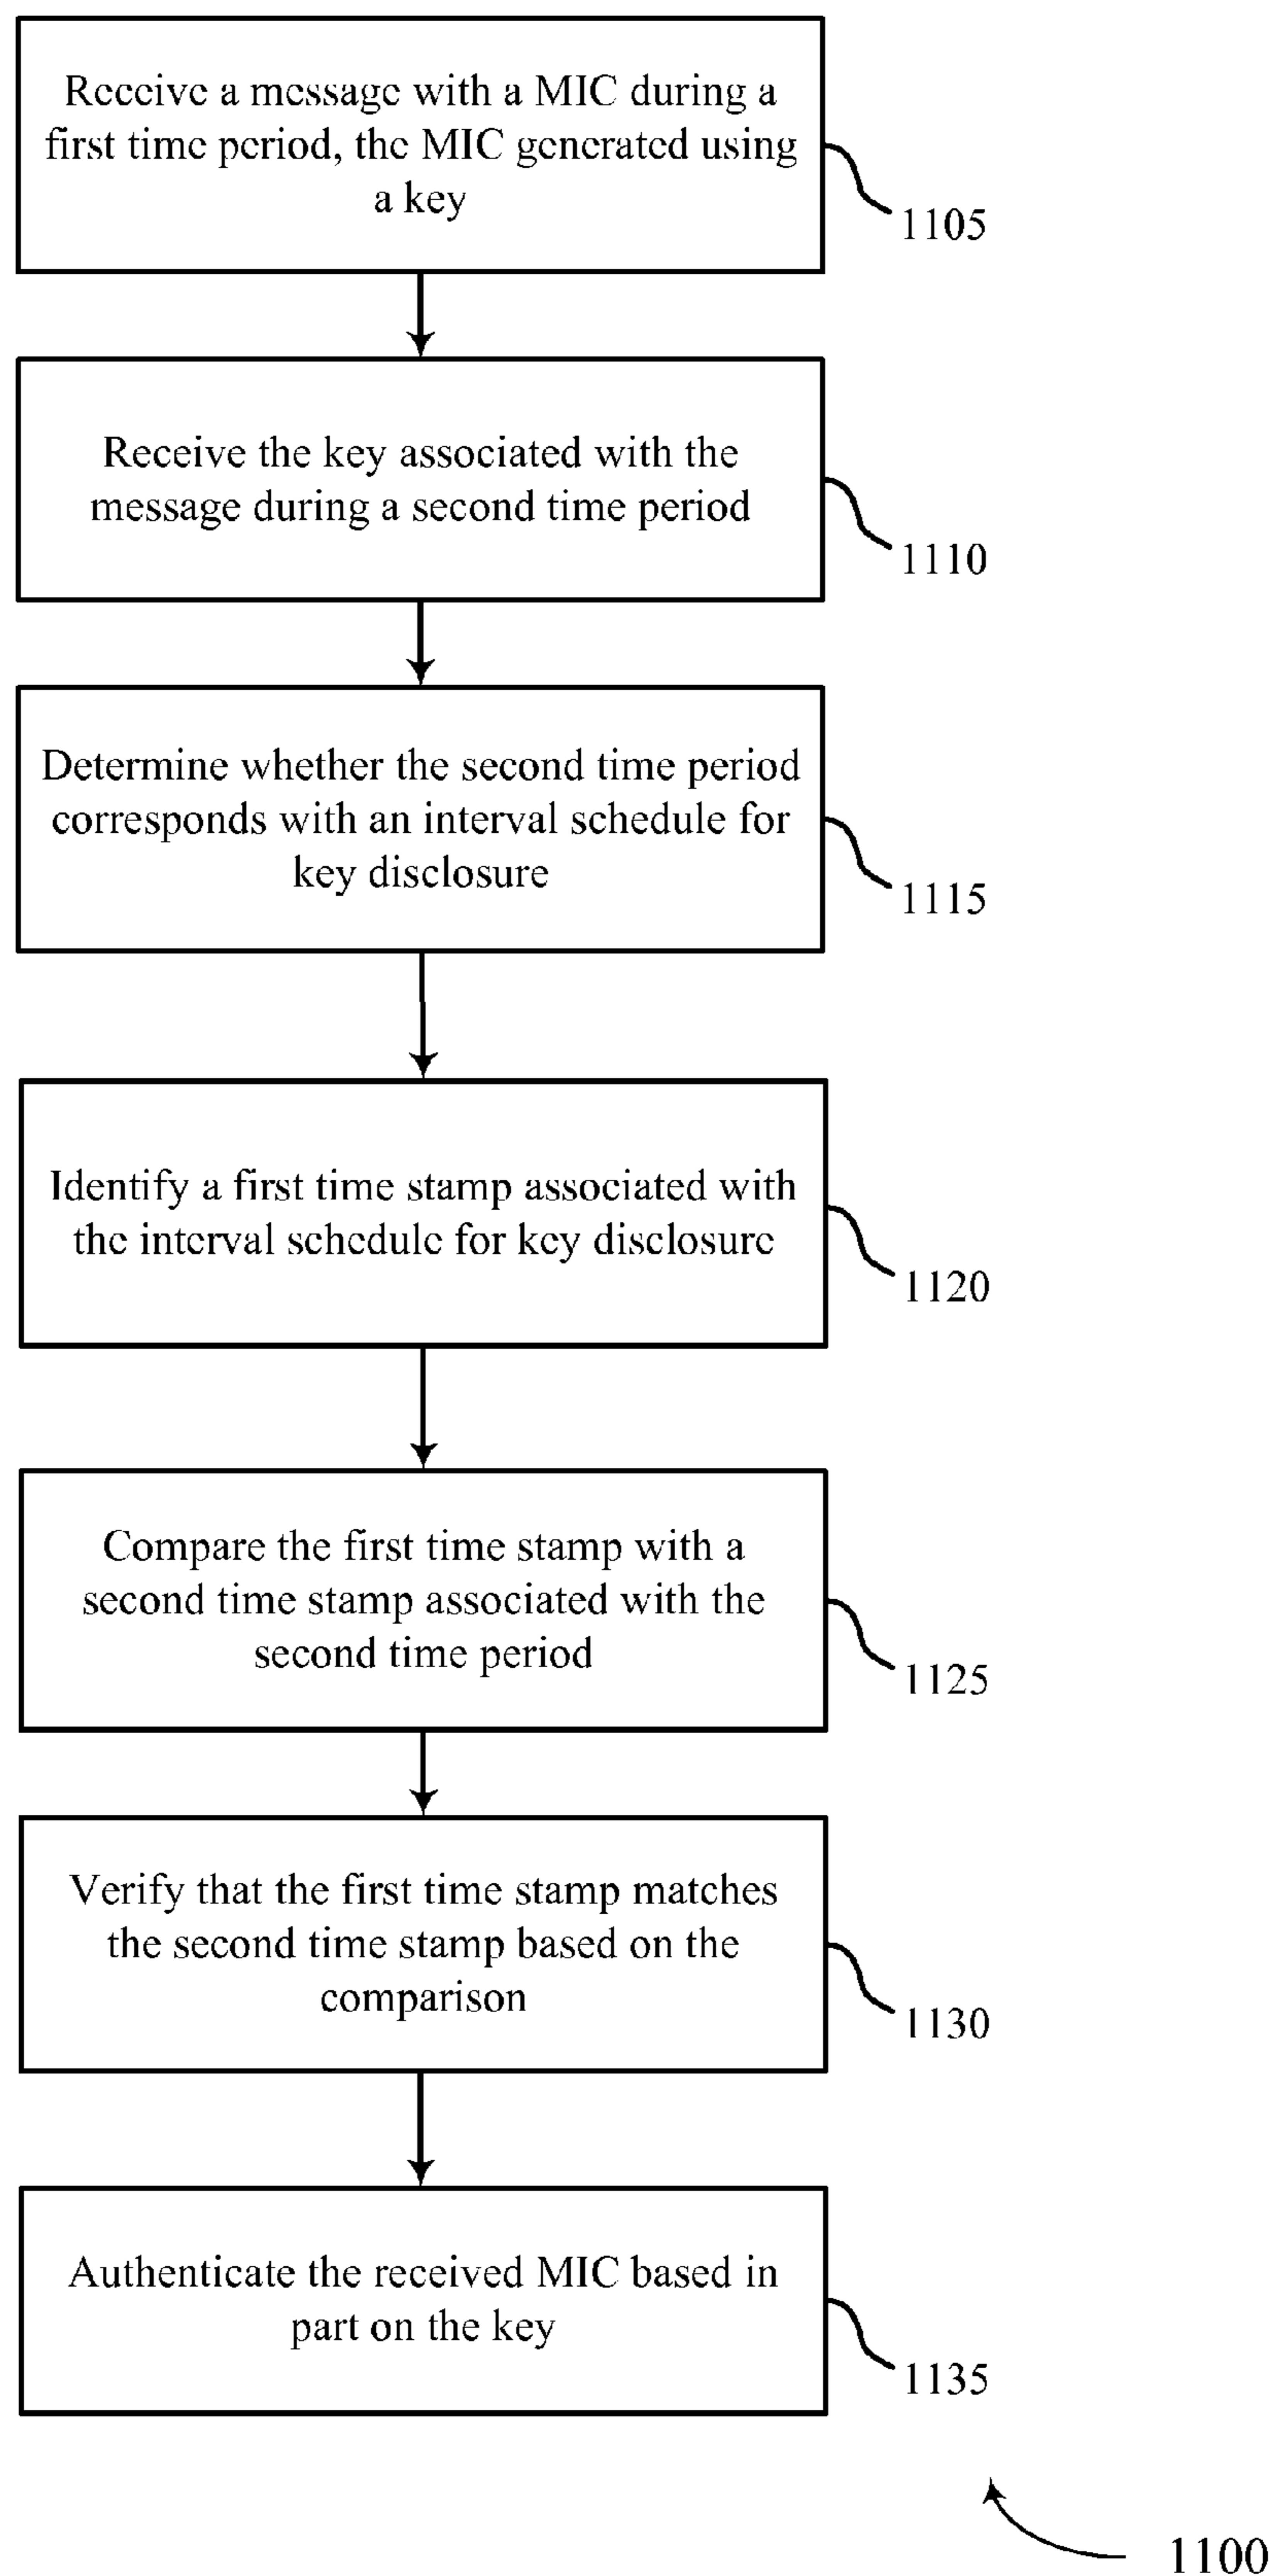 Receive a message with a MIC during a
first time period, the MIC generated using
a key
1105
Receive the key associated with the
message during a second time period
1110
Determine whether the second time period
corresponds with an interval schedule for
key disclosure
1115
Identify a first time stamp associated with
the interval schedule for key disclosure
1120
Compare the first time stamp with a
second time stamp associated with the
second time period
1125
Verify that the first time stamp matches
the second time stamp based on the
comparison
1130
Authenticate the received MIC based in
part on the key
1135
1100